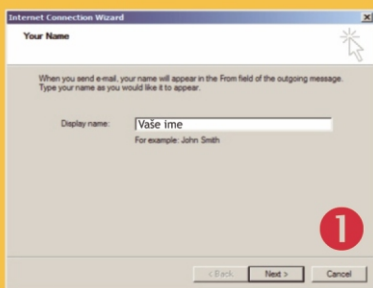 Internet Connection Wizard
Your Name
When you send e-mail, your name will appear in the From field of the outgoing message.
Type your name as you would like it to appear.
Display name: Vaše ime
For example: John Smith
1
< Back Next > Cancel